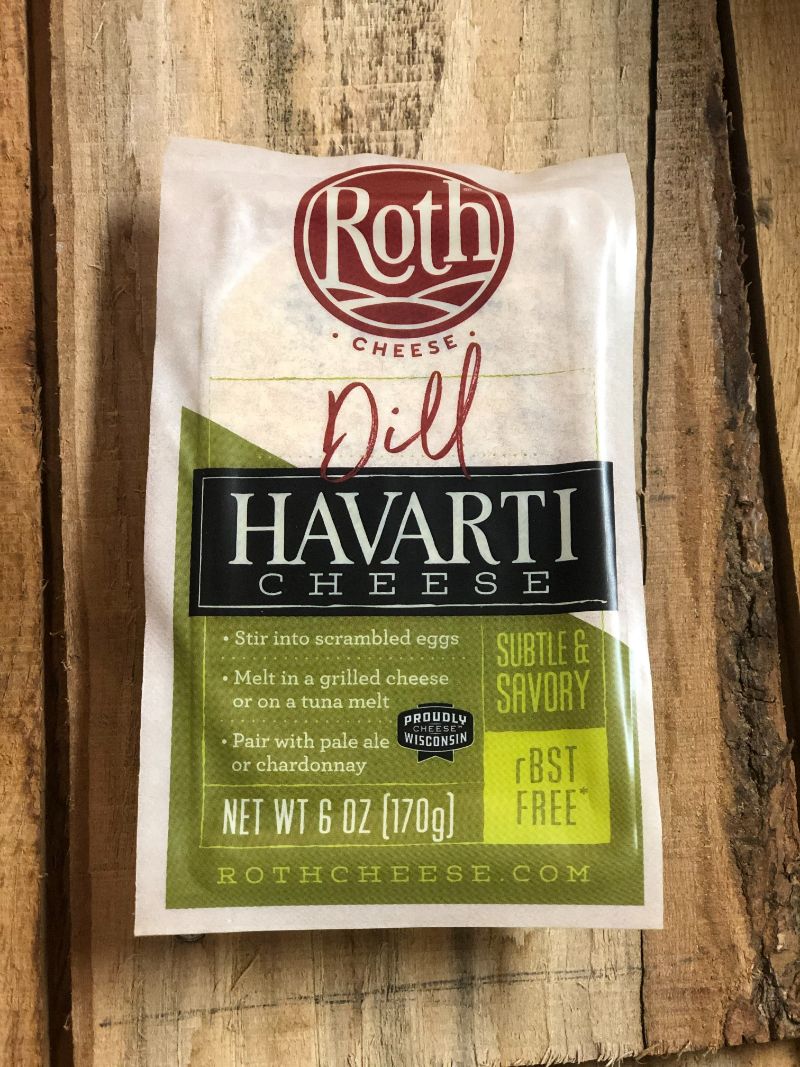 Roth
• CHEESE •
Dill
HAVARTI
CHEESE
• Stir into scrambled eggs
• Melt in a grilled cheese
or on a tuna melt
• Pair with pale ale
or chardonnay
PROUDLY
CHEESE™
WISCONSIN
SUBTLE &
SAVORY
rBST
FREE*
NET WT 6 OZ (170g)
ROTHCHEESE.COM